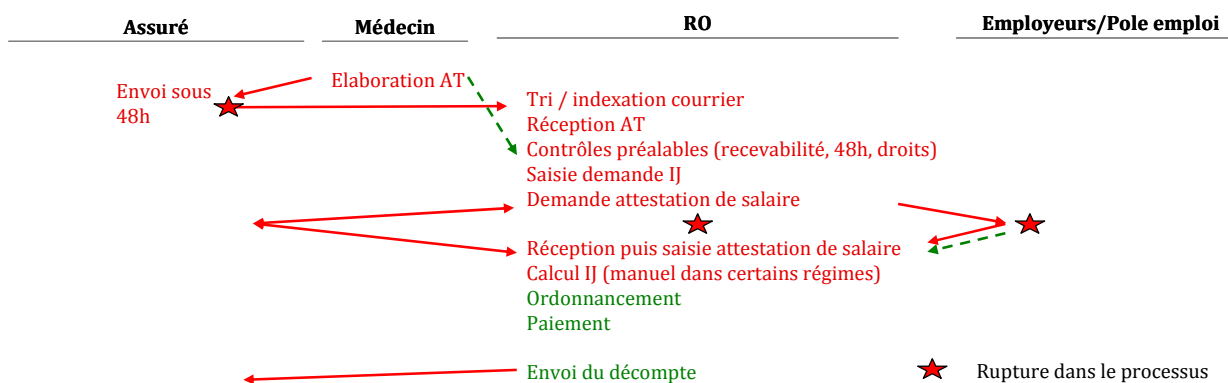 Assuré
Médecin
RO
Employeurs/Pole emploi
Elaboration AT
Envoi sous
48h
Tri / indexation courrier
Réception AT
Contrôles préalables (recevabilité, 48h, droits)
Saisie demande IJ
Demande attestation de salaire
Réception puis saisie attestation de salaire
Calcul IJ (manuel dans certains régimes)
Ordonnancement
Paiement
Envoi du décompte
Rupture dans le processus